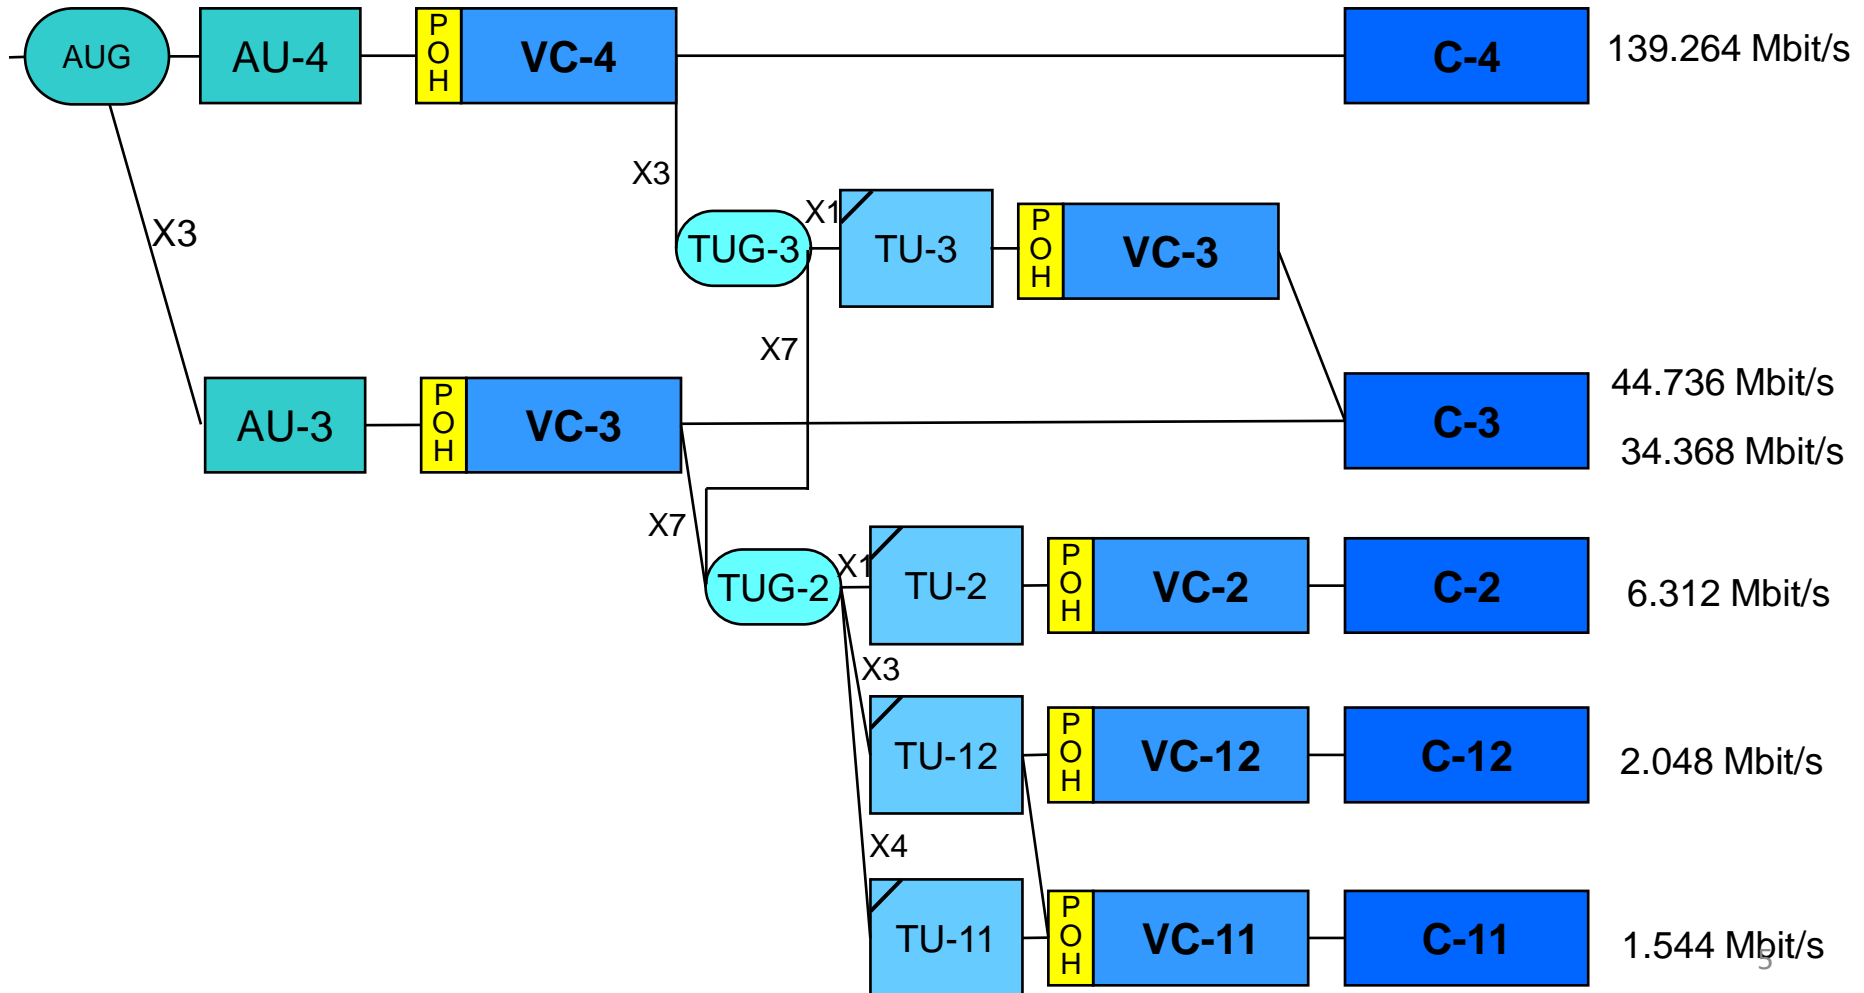 AUG AU-4 POH VC-4 C-4 139.264 Mbit/s
X3
X1
TUG-3 TU-3 POH VC-3
X3
X7
44.736 Mbit/s
AU-3 POH VC-3 C-3
34.368 Mbit/s
X7
X1
TUG-2 TU-2 POH VC-2 C-2 6.312 Mbit/s
X3
TU-12 POH VC-12 C-12 2.048 Mbit/s
X4
TU-11 POH VC-11 C-11 1.544 Mbit/s
5